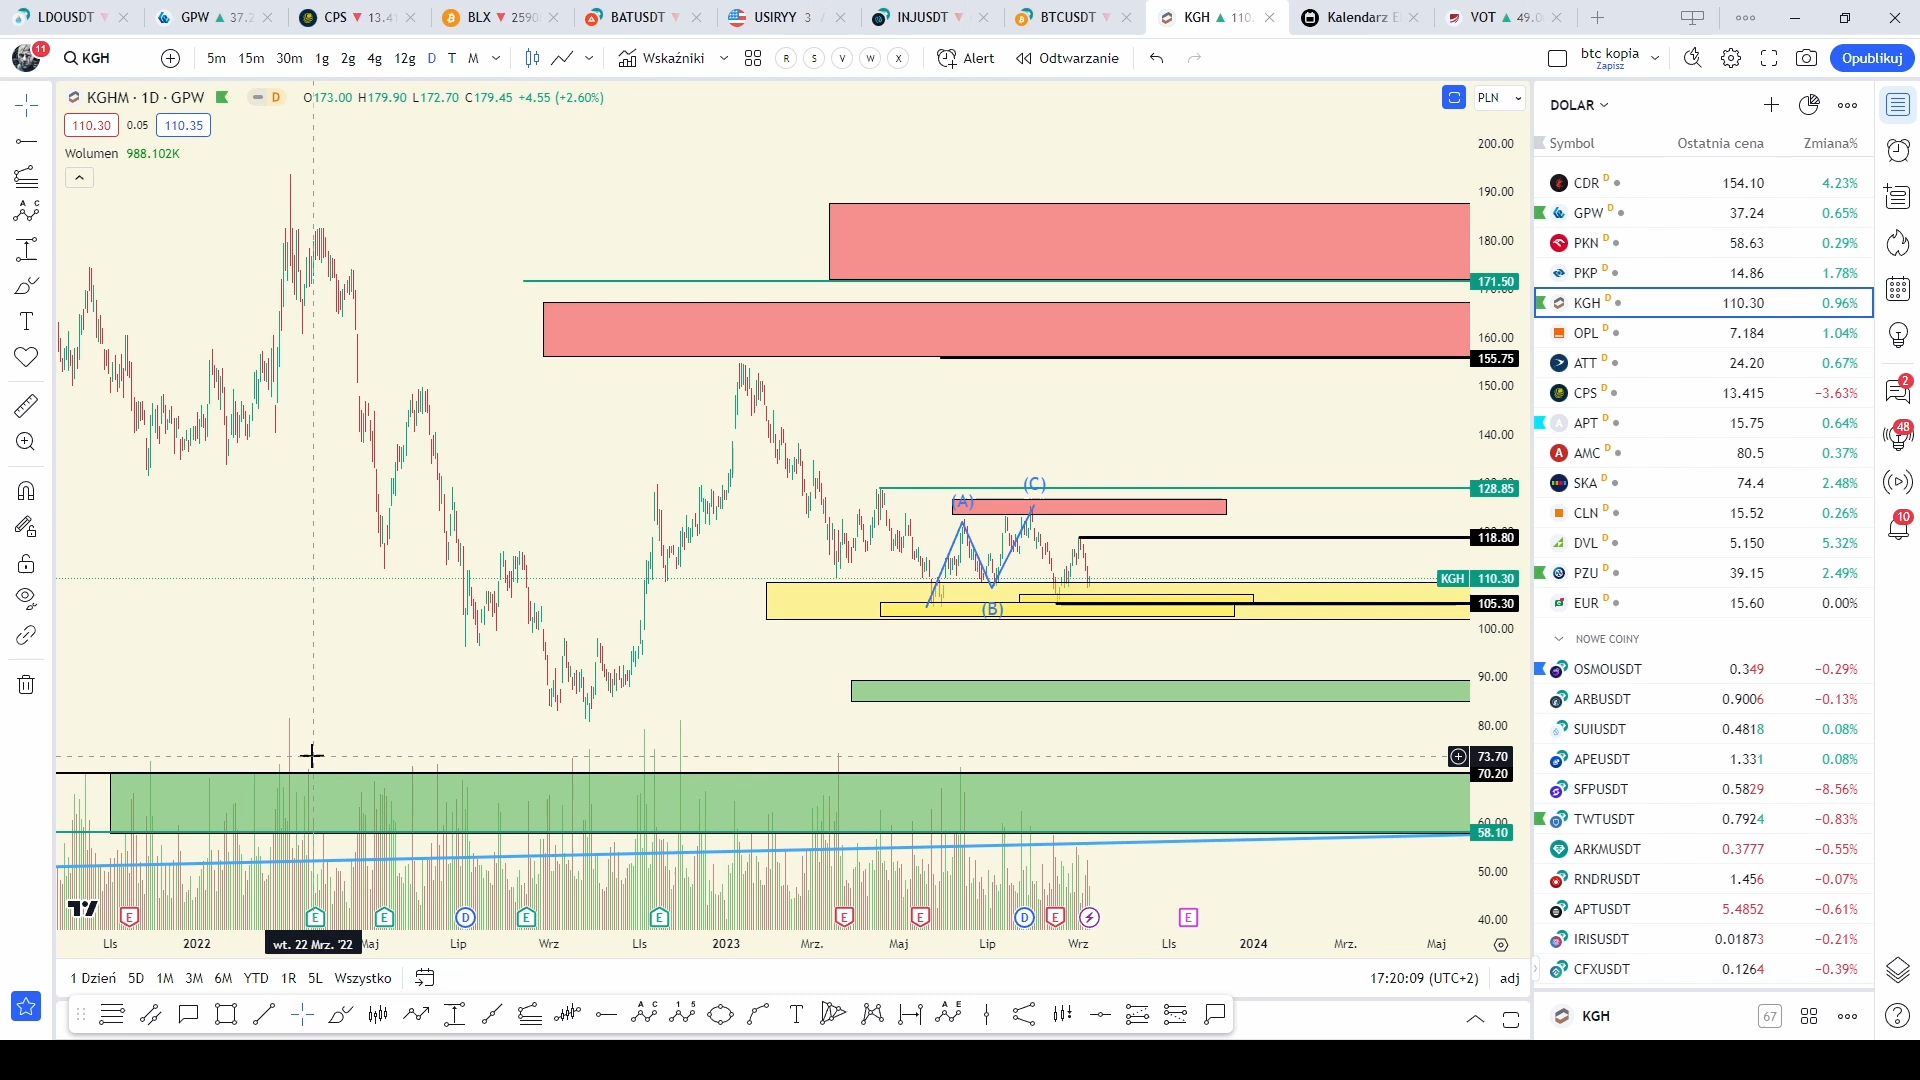 LDOUSDT
GPW ▲ 37.2
CPS ▼ 13.41
BLX ▼ 2590
BATUSDT ▼
USIRYY 3
INJUSDT ▼
BTCUSDT ▼
KGH ▲ 110.
Kalendarz E
VOT ▲ 49.0
11
KGH
5m 15m 30m 1g 2g 4g 12g D T M
Wskaźniki
R S V W X
Alert
Odtwarzanie
btc kopia
Zapisz
Opublikuj
KGHM · 1D · GPW
D
O173.00 H179.90 L172.70 C179.45 +4.55 (+2.60%)
110.30 0.05 110.35
Wolumen 988.102K
PLN
200.00
190.00
180.00
171.50
160.00
155.75
150.00
140.00
128.85
118.80
KGH 110.30
105.30
100.00
90.00
80.00
73.70
70.20
58.10
50.00
40.00
(A)
(B)
(C)
E E E D E E E E D E E
LIs 2022 wt. 22 Mrz. '22 Maj Lip Wrz LIs 2023 Mrz. Maj Lip Wrz LIs 2024 Mrz. Maj
1 Dzień 5D 1M 3M 6M YTD 1R 5L Wszystko
17:20:09 (UTC+2) adj
DOLAR
Symbol Ostatnia cena Zmiana%
CDR D 154.10 4.23%
GPW D 37.24 0.65%
PKN D 58.63 0.29%
PKP D 14.86 1.78%
KGH D 110.30 0.96%
OPL D 7.184 1.04%
ATT D 24.20 0.67%
CPS D 13.415 −3.63%
APT D 15.75 0.64%
AMC D 80.5 0.37%
SKA D 74.4 2.48%
CLN D 15.52 0.26%
DVL D 5.150 5.32%
PZU D 39.15 2.49%
EUR D 15.60 0.00%
NOWE COINY
OSMOUSDT 0.349 −0.29%
ARBUSDT 0.9006 −0.13%
SUIUSDT 0.4818 0.08%
APEUSDT 1.331 0.08%
SFPUSDT 0.5829 −8.56%
TWTUSDT 0.7924 −0.83%
ARKMUSDT 0.3777 −0.55%
RNDRUSDT 1.456 −0.07%
APTUSDT 5.4852 −0.61%
IRISUSDT 0.01873 −0.21%
CFXUSDT 0.1264 −0.39%
KGH
67
2
48
10